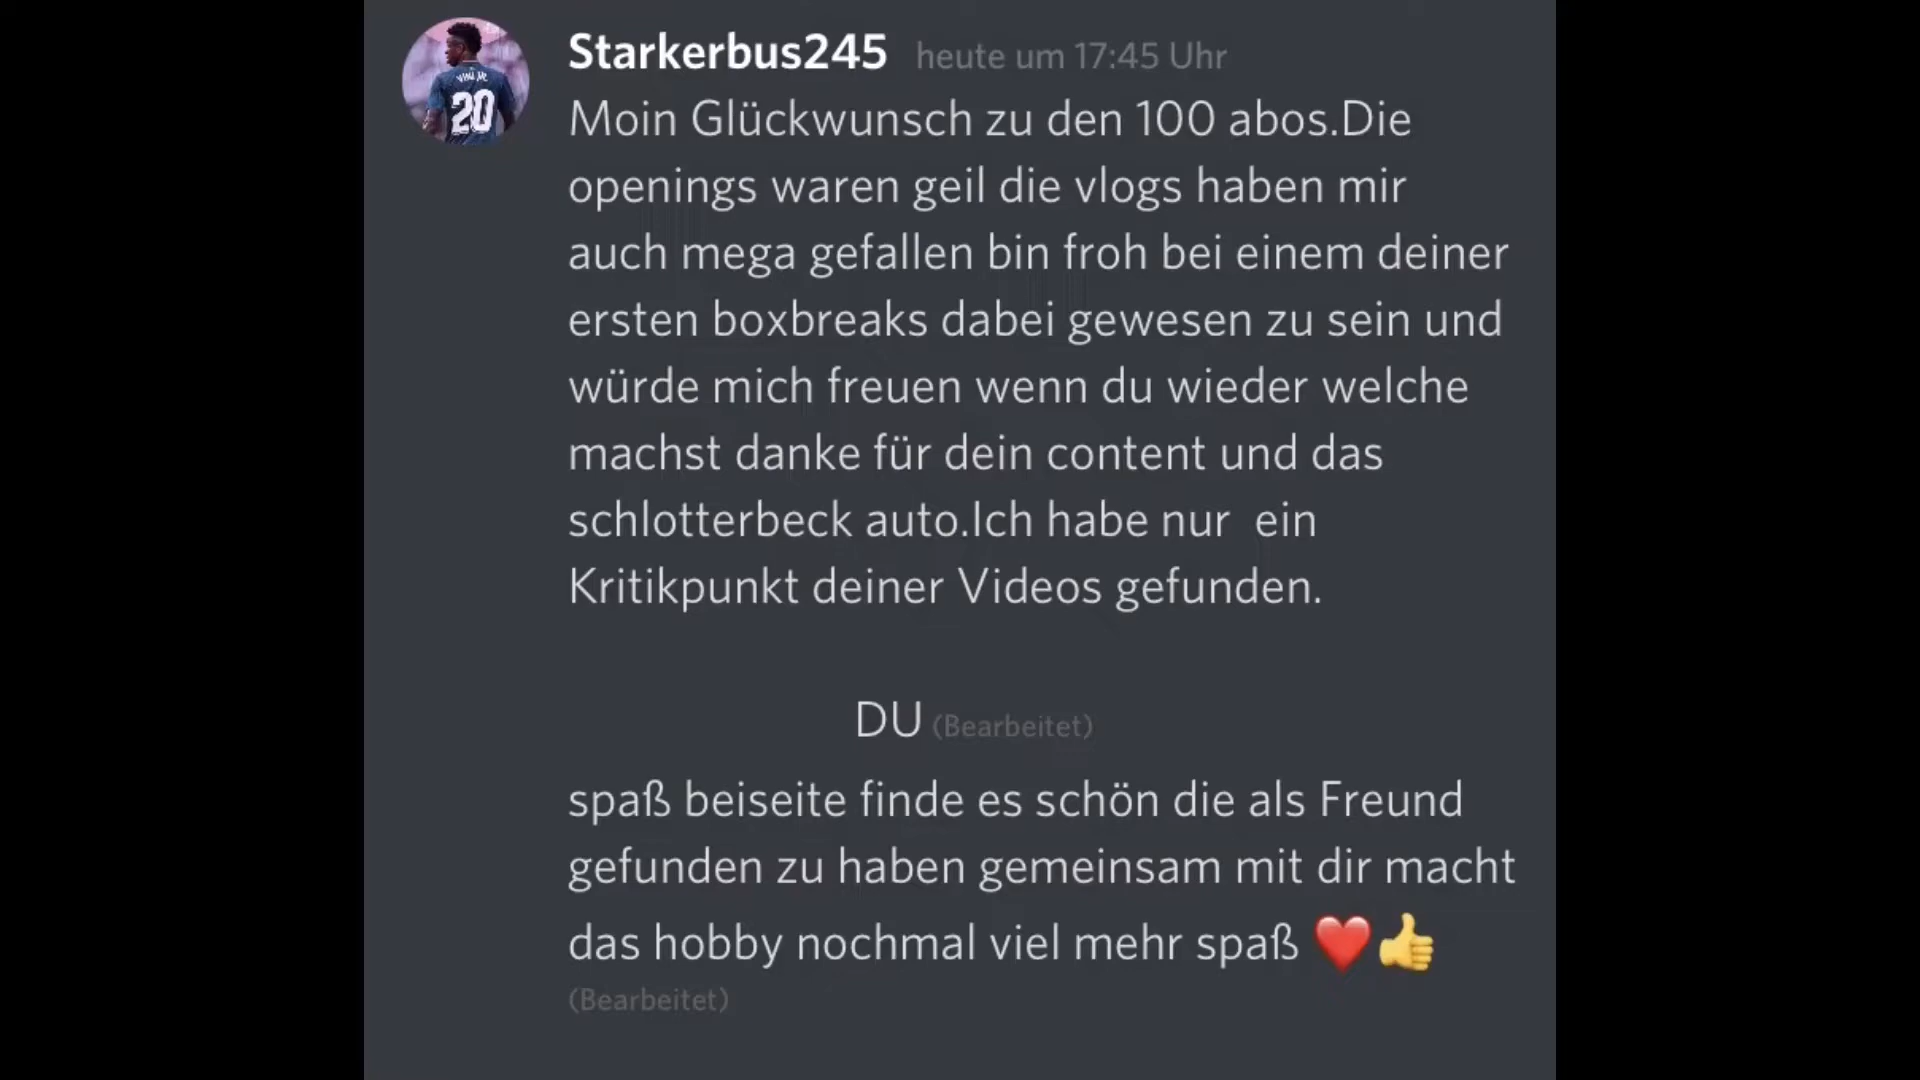 Starkerbus245 heute um 17:45 Uhr
Moin Glückwunsch zu den 100 abos.Die
openings waren geil die vlogs haben mir
auch mega gefallen bin froh bei einem deiner
ersten boxbreaks dabei gewesen zu sein und
würde mich freuen wenn du wieder welche
machst danke für dein content und das
schlotterbeck auto.Ich habe nur  ein
Kritikpunkt deiner Videos gefunden.
DU (Bearbeitet)
spaß beiseite finde es schön die als Freund
gefunden zu haben gemeinsam mit dir macht
das hobby nochmal viel mehr spaß ❤️👍
(Bearbeitet)
VINI JR.
20